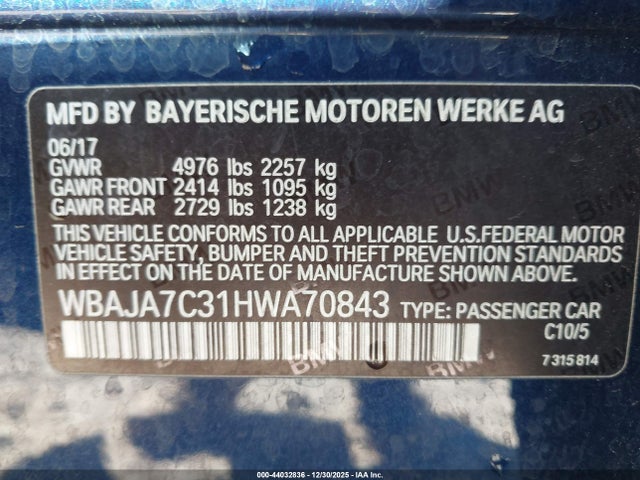 MFD BY BAYERISCHE MOTOREN WERKE AG
06/17
GVWR 4976 lbs 2257 kg
GAWR FRONT 2414 lbs 1095 kg
GAWR REAR 2729 lbs 1238 kg
THIS VEHICLE CONFORMS TO ALL APPLICABLE U.S.FEDERAL MOTOR
VEHICLE SAFETY, BUMPER AND THEFT PREVENTION STANDARDS
IN EFFECT ON THE DATE OF MANUFACTURE SHOWN ABOVE.
WBAJA7C31HWA70843 TYPE: PASSENGER CAR
C10/5
7315814
000-44032836 - 12/30/2025 - IAA Inc.